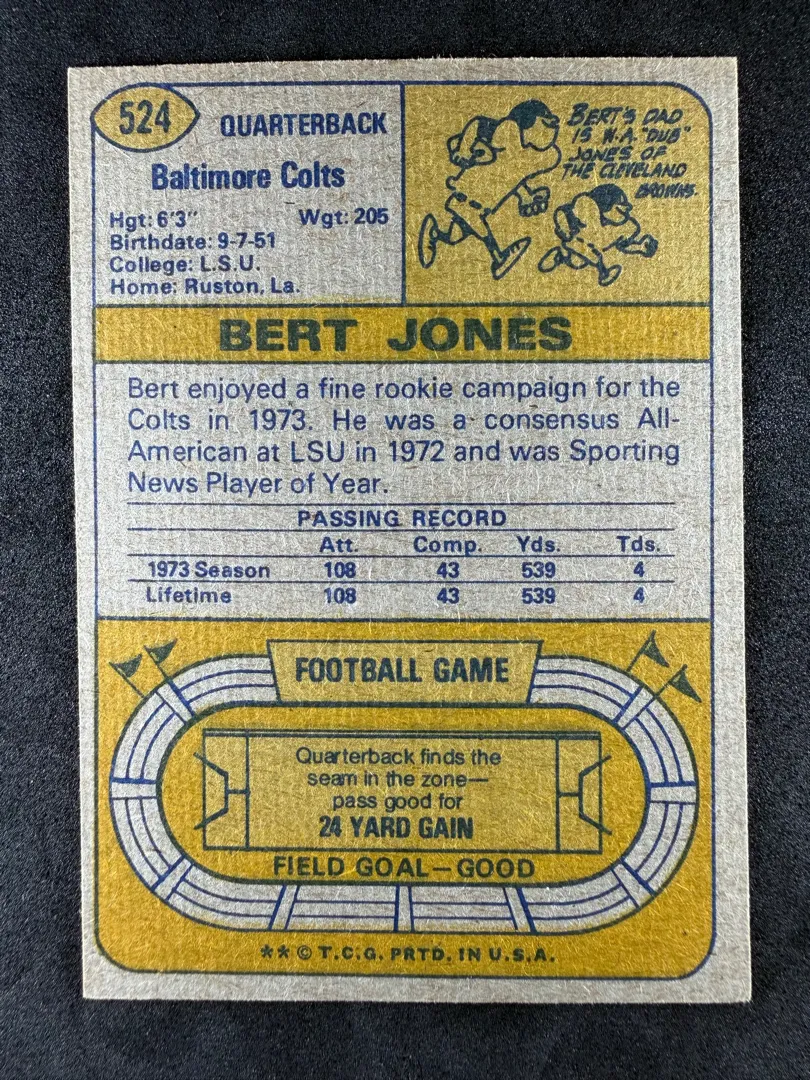 524
QUARTERBACK
Baltimore Colts
Hgt: 6'3" Wgt: 205
Birthdate: 9-7-51
College: L.S.U.
Home: Ruston, La.
BERT'S DAD
IS W.A. "DUB"
JONES OF
THE CLEVELAND
BROWNS.
BERT JONES
Bert enjoyed a fine rookie campaign for the
Colts in 1973. He was a consensus All-
American at LSU in 1972 and was Sporting
News Player of Year.
PASSING RECORD
Att. Comp. Yds. Tds.
1973 Season 108 43 539 4
Lifetime 108 43 539 4
FOOTBALL GAME
Quarterback finds the
seam in the zone—
pass good for
24 YARD GAIN
FIELD GOAL—GOOD
** © T.C.G. PRTD. IN U.S.A.